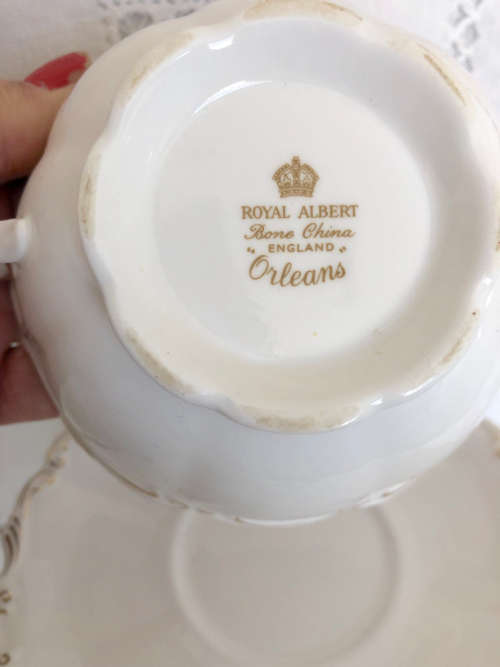 ROYAL ALBERT
Bone China
" ENGLAND "
Orleans